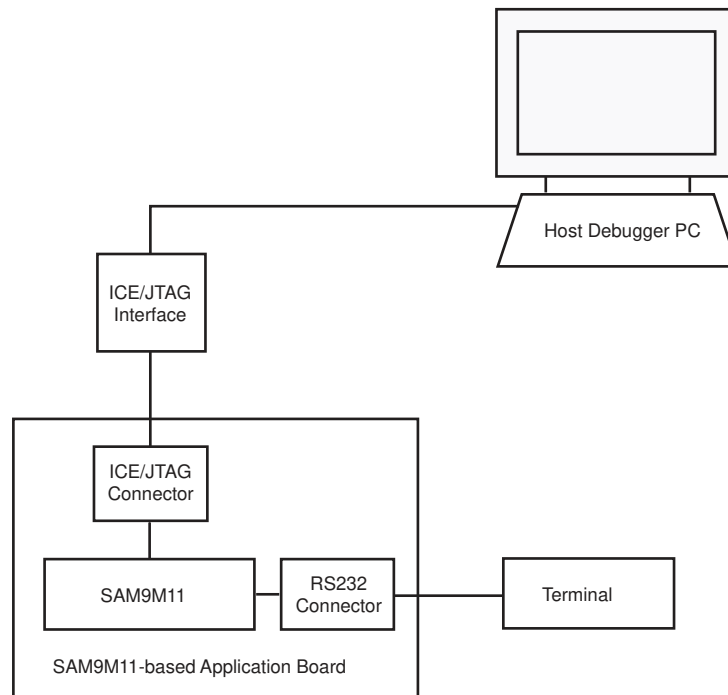 Host Debugger PC
ICE/JTAG
Interface
ICE/JTAG
Connector
SAM9M11
RS232
Connector
Terminal
SAM9M11-based Application Board